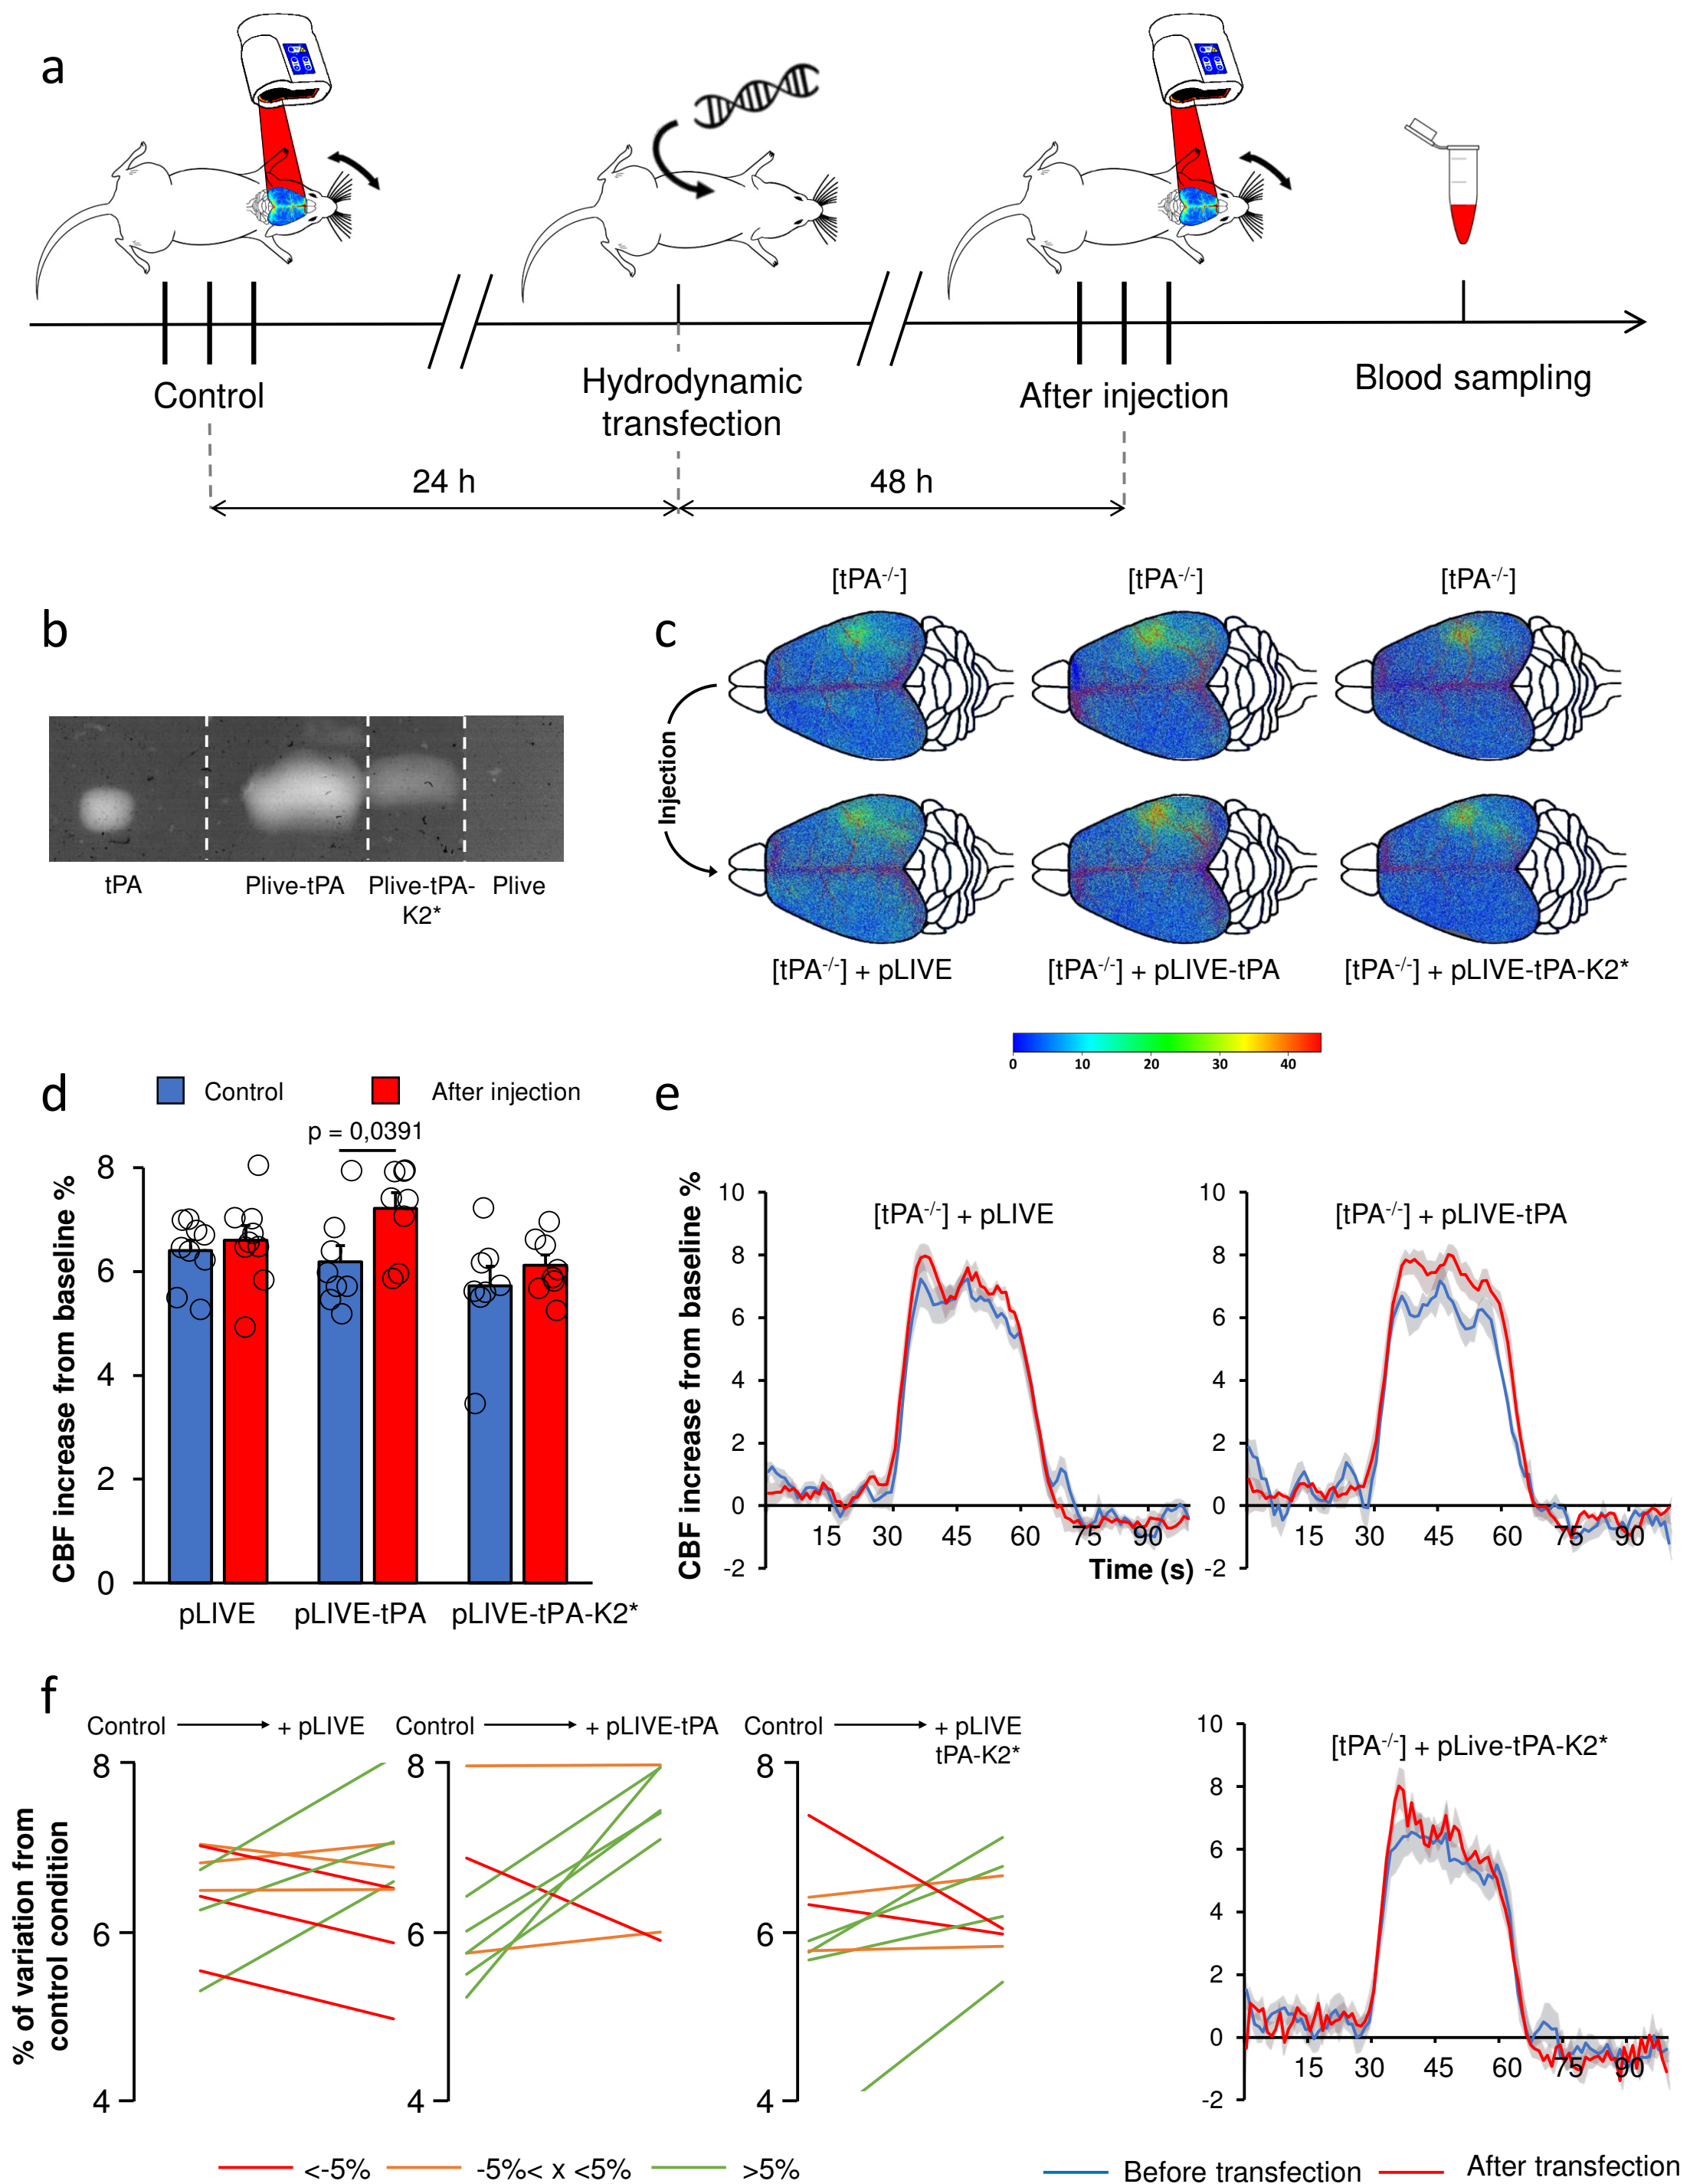 a
Control
Hydrodynamic
transfection
After injection
Blood sampling
24 h
48 h
b
tPA
Plive-tPA
Plive-tPA-
K2*
Plive
c
[tPA-/-]
[tPA-/-]
[tPA-/-]
Injection
[tPA-/-] + pLIVE
[tPA-/-] + pLIVE-tPA
[tPA-/-] + pLIVE-tPA-K2*
0 10 20 30 40
d
Control
After injection
p = 0,0391
CBF increase from baseline %
8
6
4
2
0
pLIVE
pLIVE-tPA
pLIVE-tPA-K2*
e
CBF increase from baseline %
[tPA-/-] + pLIVE
10
8
6
4
2
0
-2
15 30 45 60 75 90
Time (s)
[tPA-/-] + pLIVE-tPA
10
8
6
4
2
0
-2
15 30 45 60 75 90
[tPA-/-] + pLive-tPA-K2*
10
8
6
4
2
0
-2
15 30 45 60 75 90
Before transfection
After transfection
f
% of variation from
control condition
Control
+ pLIVE
8
6
4
Control
+ pLIVE-tPA
8
6
4
Control
+ pLIVE
tPA-K2*
8
6
4
<-5%
-5%< x <5%
>5%